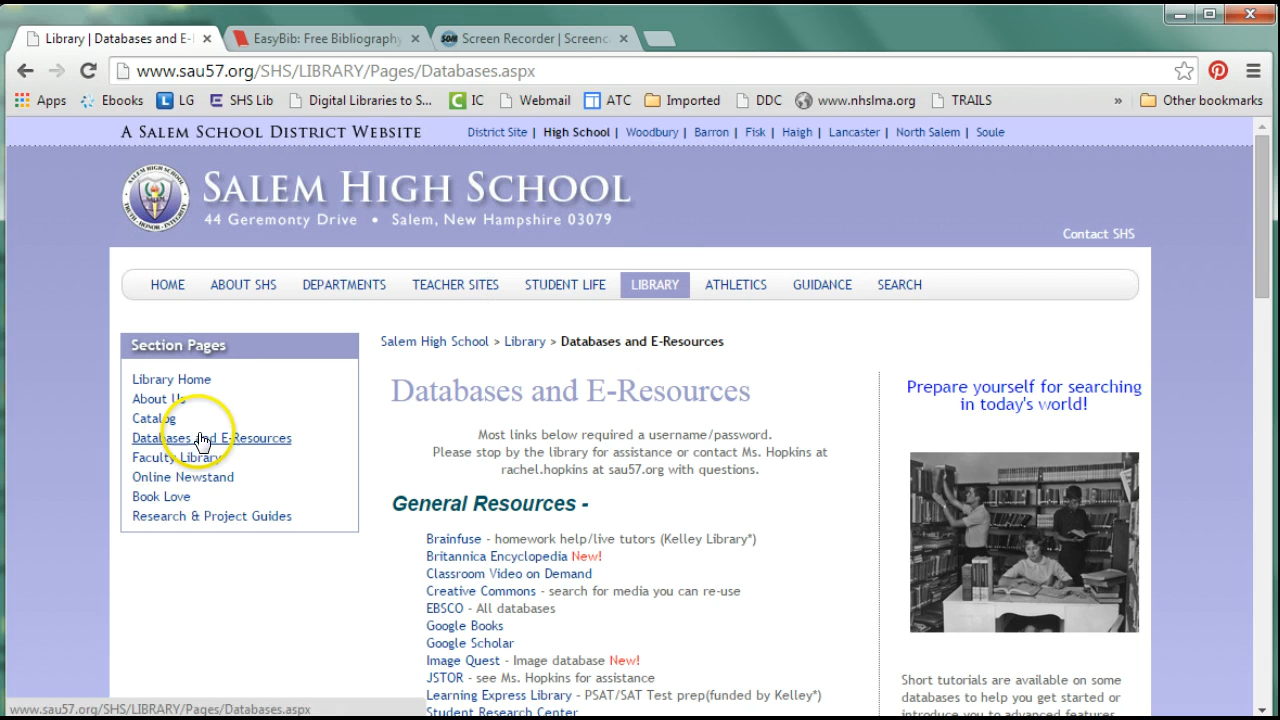 Library | Databases and E-
EasyBib: Free Bibliography
SOM Screen Recorder | Screenc
www.sau57.org/SHS/LIBRARY/Pages/Databases.aspx
Apps Ebooks LG SHS Lib Digital Libraries to S... IC Webmail ATC Imported DDC www.nhslma.org TRAILS » Other bookmarks
A Salem School District Website District Site | High School | Woodbury | Barron | Fisk | Haigh | Lancaster | North Salem | Soule
Salem High School
44 Geremonty Drive • Salem, New Hampshire 03079
Contact SHS
HOME ABOUT SHS DEPARTMENTS TEACHER SITES STUDENT LIFE LIBRARY ATHLETICS GUIDANCE SEARCH
Section Pages
Library Home
About Us
Catalog
Databases and E-Resources
Faculty Library
Online Newstand
Book Love
Research & Project Guides
Salem High School > Library > Databases and E-Resources
Databases and E-Resources
Most links below required a username/password.
Please stop by the library for assistance or contact Ms. Hopkins at
rachel.hopkins at sau57.org with questions.
General Resources -
Brainfuse - homework help/live tutors (Kelley Library*)
Britannica Encyclopedia New!
Classroom Video on Demand
Creative Commons - search for media you can re-use
EBSCO - All databases
Google Books
Google Scholar
Image Quest - Image database New!
JSTOR - see Ms. Hopkins for assistance
Learning Express Library - PSAT/SAT Test prep(funded by Kelley*)
Student Research Center
Prepare yourself for searching
in today's world!
Short tutorials are available on some
databases to help you get started or
introduce you to advanced features
www.sau57.org/SHS/LIBRARY/Pages/Databases.aspx